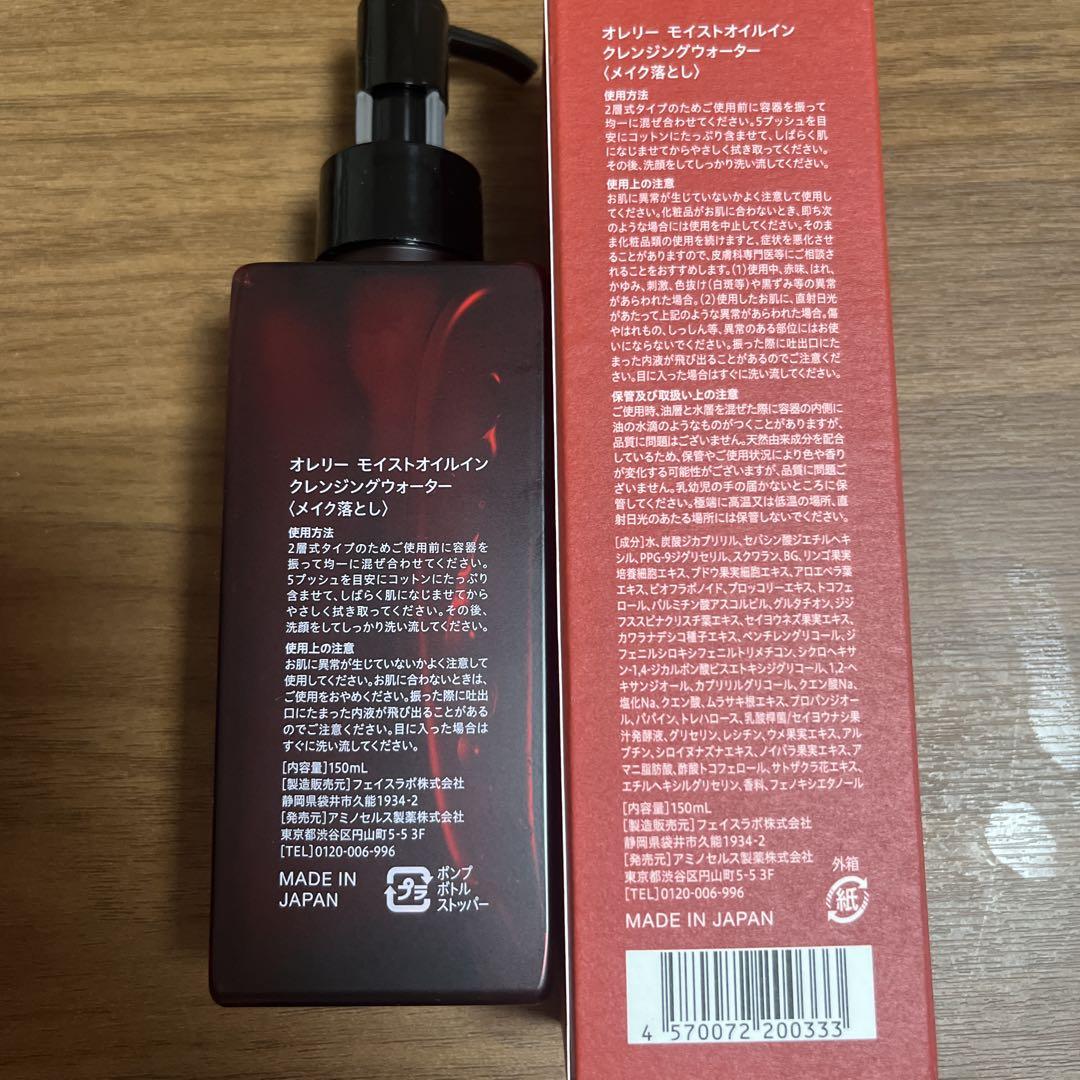 オレリー モイストオイルイン
クレンジングウォーター
〈メイク落とし〉
使用方法
2層式タイプのためご使用前に容器を
振って均一に混ぜ合わせてください。
5プッシュを目安にコットンにたっぷり
含ませて、しばらく肌になじませてから
やさしく拭き取ってください。その後、
洗顔をしてしっかり洗い流してください。
使用上の注意
お肌に異常が生じていないかよく注意して
使用してください。お肌に合わないときは、
ご使用をおやめください。振った際に吐出
口にたまった内液が飛び出ることがある
のでご注意ください。目に入った場合は
すぐに洗い流してください。
[内容量]150mL
[製造販売元]フェイスラボ株式会社
静岡県袋井市久能1934-2
[発売元]アミノセルス製薬株式会社
東京都渋谷区円山町5-5 3F
[TEL]0120-006-996
MADE IN
JAPAN
プラ
ポンプ
ボトル
ストッパー
オレリー モイストオイルイン
クレンジングウォーター
〈メイク落とし〉
使用方法
2層式タイプのためご使用前に容器を振って
均一に混ぜ合わせてください。5プッシュを目
安にコットンにたっぷり含ませて、しばらく肌
になじませてからやさしく拭き取ってください。
その後、洗顔をしてしっかり洗い流してください。
使用上の注意
お肌に異常が生じていないかよく注意して使用し
てください。化粧品がお肌に合わないとき、即ち次
のような場合には使用を中止してください。そのま
ま化粧品類の使用を続けますと、症状を悪化させ
ることがありますので、皮膚科専門医等にご相談さ
れることをおすすめします。(1)使用中、赤味、はれ、
かゆみ、刺激、色抜け(白斑等)や黒ずみ等の異常
があらわれた場合。(2)使用したお肌に、直射日光
があたって上記のような異常があらわれた場合。傷
やはれもの、しっしん等、異常のある部位にはお使
いにならないでください。振った際に吐出口にた
まった内液が飛び出ることがあるのでご注意くだ
さい。目に入った場合はすぐに洗い流してください。
保管及び取扱い上の注意
ご使用時、油層と水層を混ぜた際に容器の内側に
油の水滴のようなものがつくことがありますが、
品質に問題はございません。天然由来成分を配合
しているため、保管やご使用状況により色や香り
が変化する可能性がございますが、品質に問題ご
ざいません。乳幼児の手の届かないところに保
管してください。極端に高温又は低温の場所、直
射日光のあたる場所には保管しないでください。
[成分]水、炭酸ジカプリリル、セバシン酸ジエチルヘキ
シル、PPG-9ジグリセリル、スクワラン、BG、リンゴ果実
培養細胞エキス、ブドウ果実細胞エキス、アロエベラ葉
エキス、ビオフラボノイド、ブロッコリーエキス、トコフェ
ロール、パルミチン酸アスコルビル、グルタチオン、ジジ
フススピナクリスチ葉エキス、セイヨウネズ果実エキス、
カワラナデシコ種子エキス、ペンチレングリコール、ジ
フェニルシロキシフェニルトリメチコン、シクロヘキサ
ン-1,4-ジカルボン酸ビスエトキシジグリコール、1,2-ヘ
キサンジオール、カプリリルグリコール、クエン酸Na、
塩化Na、クエン酸、ムラサキ根エキス、プロパンジオー
ル、パパイン、トレハロース、乳酸桿菌/セイヨウナシ果
汁発酵液、グリセリン、レシチン、ウメ果実エキス、アル
ブチン、シロイヌナズナエキス、ノイバラ果実エキス、ア
マニ脂肪酸、酢酸トコフェロール、サトザクラ花エキス、
エチルヘキシルグリセリン、香料、フェノキシエタノール
[内容量]150mL
[製造販売元]フェイスラボ株式会社
静岡県袋井市久能1934-2
[発売元]アミノセルス製薬株式会社
東京都渋谷区円山町5-5 3F
[TEL]0120-006-996
MADE IN JAPAN
外箱
紙
4 570072 200333